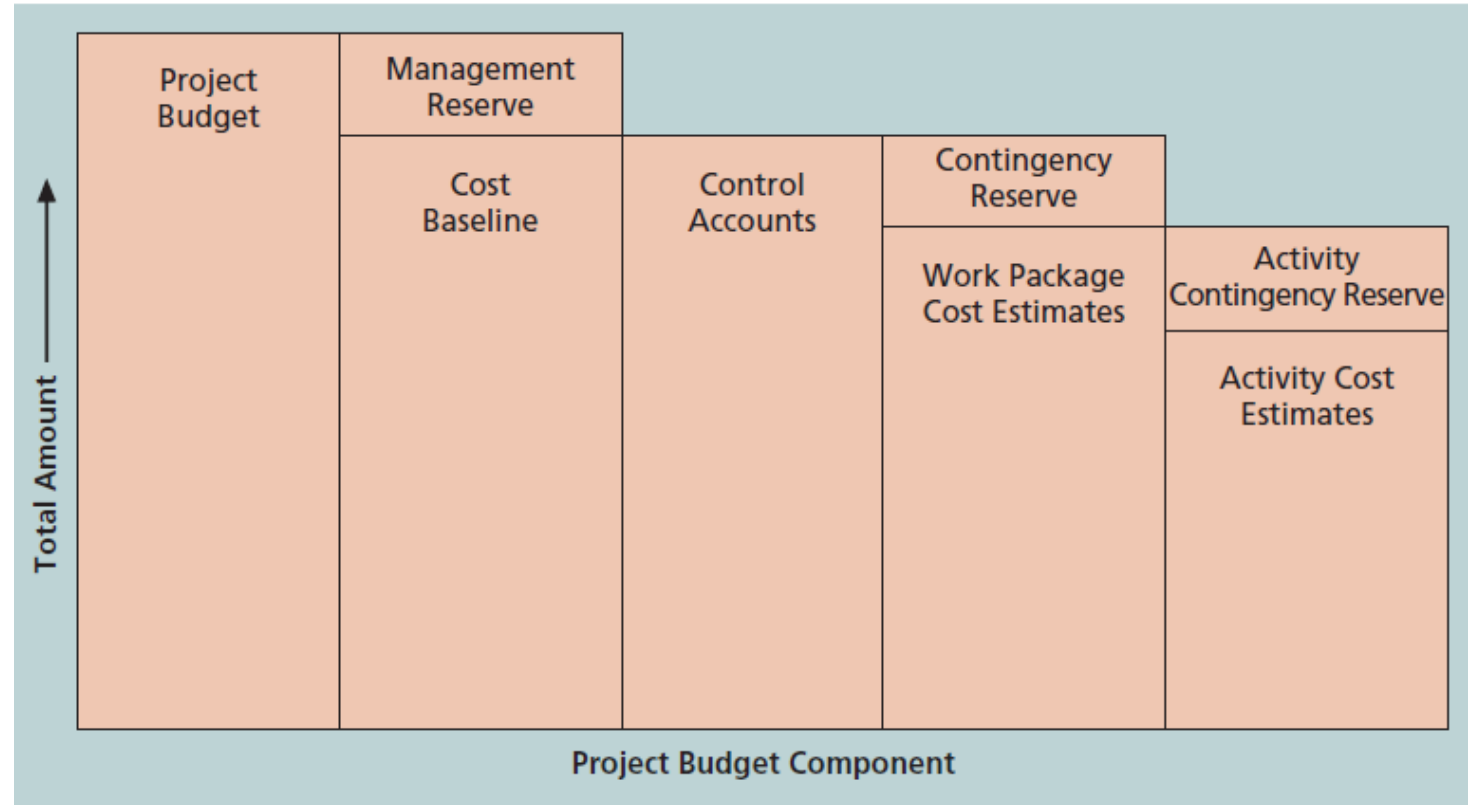 Project
Budget
Management
Reserve
Cost
Baseline
Control
Accounts
Contingency
Reserve
Work Package
Cost Estimates
Activity
Contingency Reserve
Activity Cost
Estimates
Total Amount
Project Budget Component